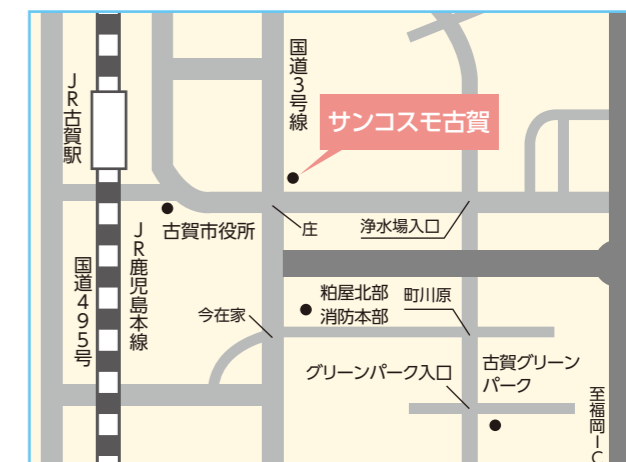 国道3号線
サンコスモ古賀
JR古賀駅
古賀市役所
庄
浄水場入口
JR鹿児島本線
国道495号
粕屋北部
消防本部
町川原
今在家
グリーンパーク入口
古賀グリーン
パーク
至福岡IC